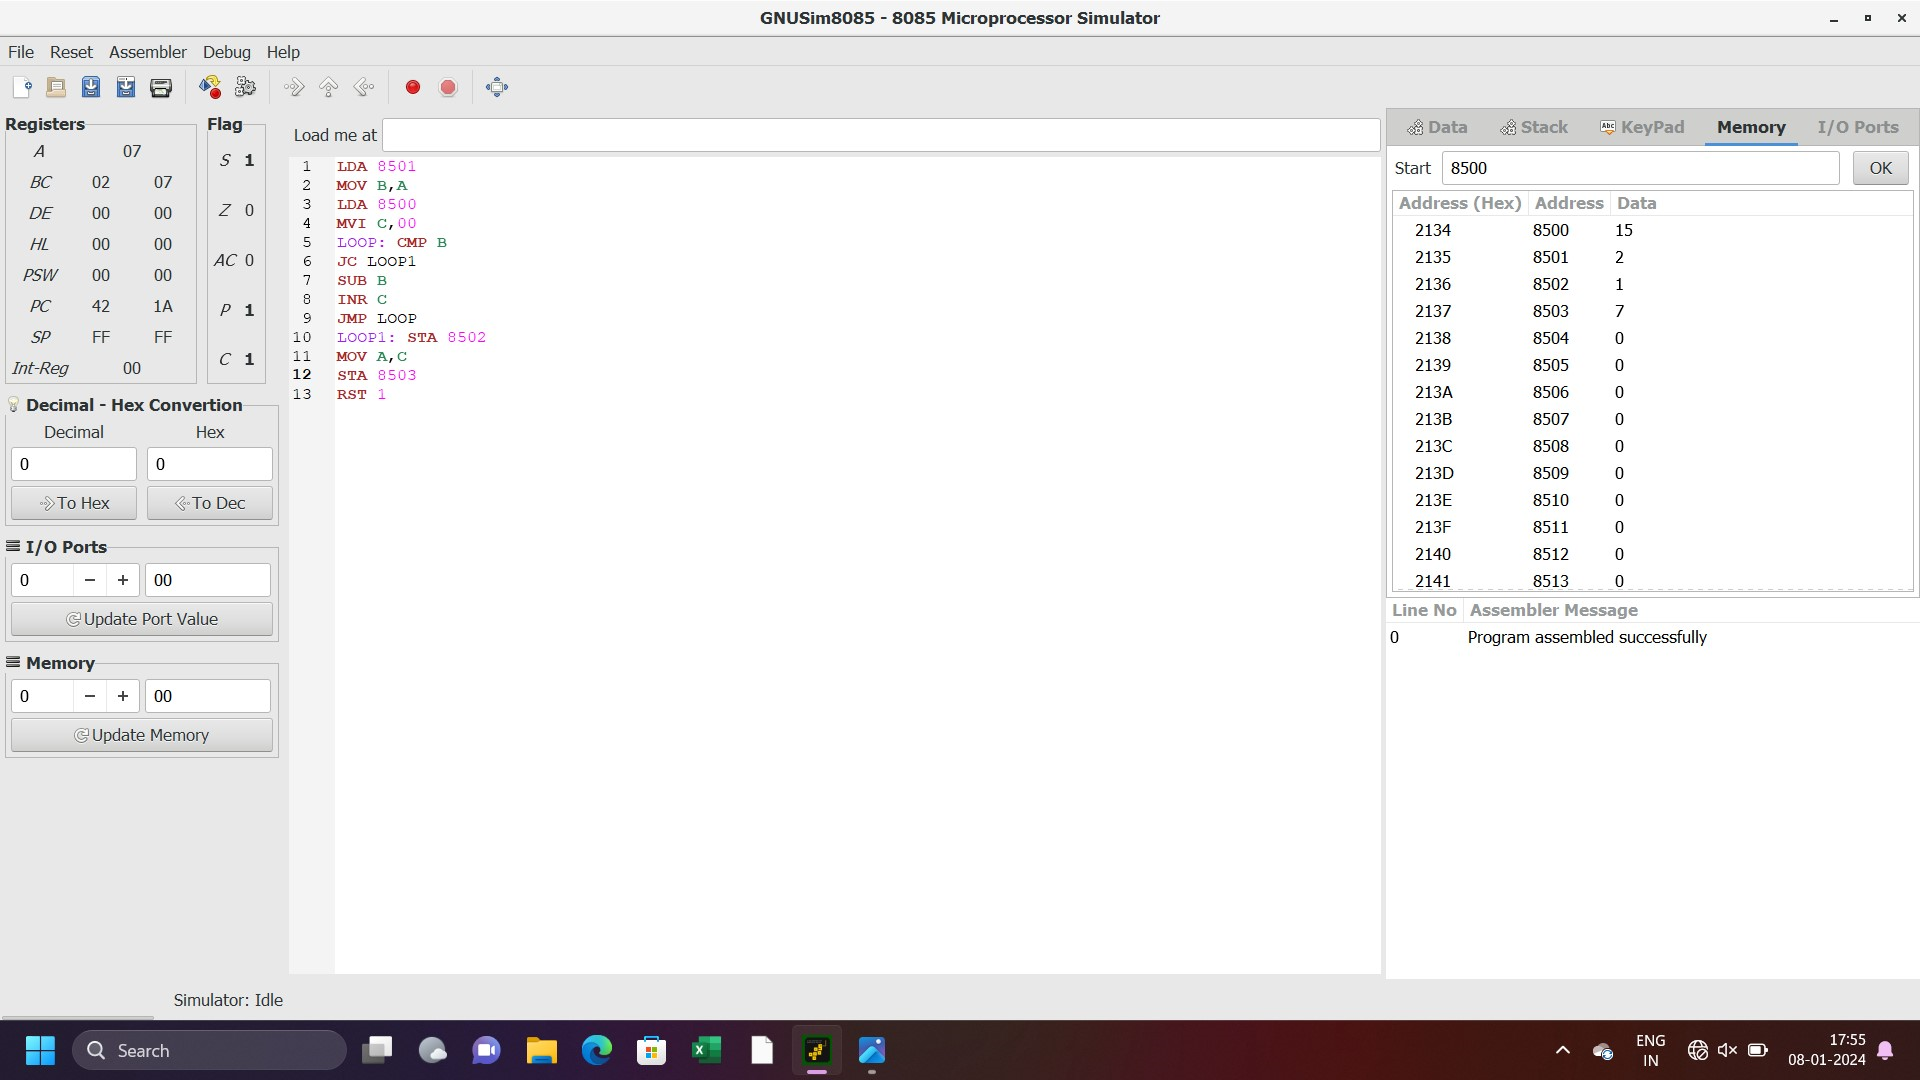 GNUSim8085 - 8085 Microprocessor Simulator
File Reset Assembler Debug Help
Registers
A 07
BC 02 07
DE 00 00
HL 00 00
PSW 00 00
PC 42 1A
SP FF FF
Int-Reg 00
Flag
S 1
Z 0
AC 0
P 1
C 1
Decimal - Hex Convertion
Decimal Hex
0 0
To Hex To Dec
I/O Ports
0 − + 00
Update Port Value
Memory
0 − + 00
Update Memory
Load me at
1 LDA 8501
2 MOV B,A
3 LDA 8500
4 MVI C,00
5 LOOP: CMP B
6 JC LOOP1
7 SUB B
8 INR C
9 JMP LOOP
10 LOOP1: STA 8502
11 MOV A,C
12 STA 8503
13 RST 1
Data Stack Abc KeyPad Memory I/O Ports
Start 8500 OK
Address (Hex) Address Data
2134 8500 15
2135 8501 2
2136 8502 1
2137 8503 7
2138 8504 0
2139 8505 0
213A 8506 0
213B 8507 0
213C 8508 0
213D 8509 0
213E 8510 0
213F 8511 0
2140 8512 0
2141 8513 0
Line No Assembler Message
0 Program assembled successfully
Simulator: Idle
Search
ENG
IN
17:55
08-01-2024